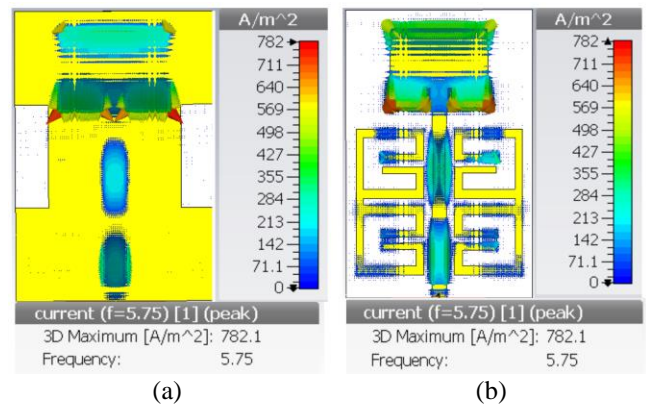 A/m^2
782
711
640
569
498
427
355
284
213
142
71.1
0
current (f=5.75) [1] (peak)
3D Maximum [A/m^2]: 782.1
Frequency: 5.75
(a)
A/m^2
782
711
640
569
498
427
355
284
213
142
71.1
0
current (f=5.75) [1] (peak)
3D Maximum [A/m^2]: 782.1
Frequency: 5.75
(b)